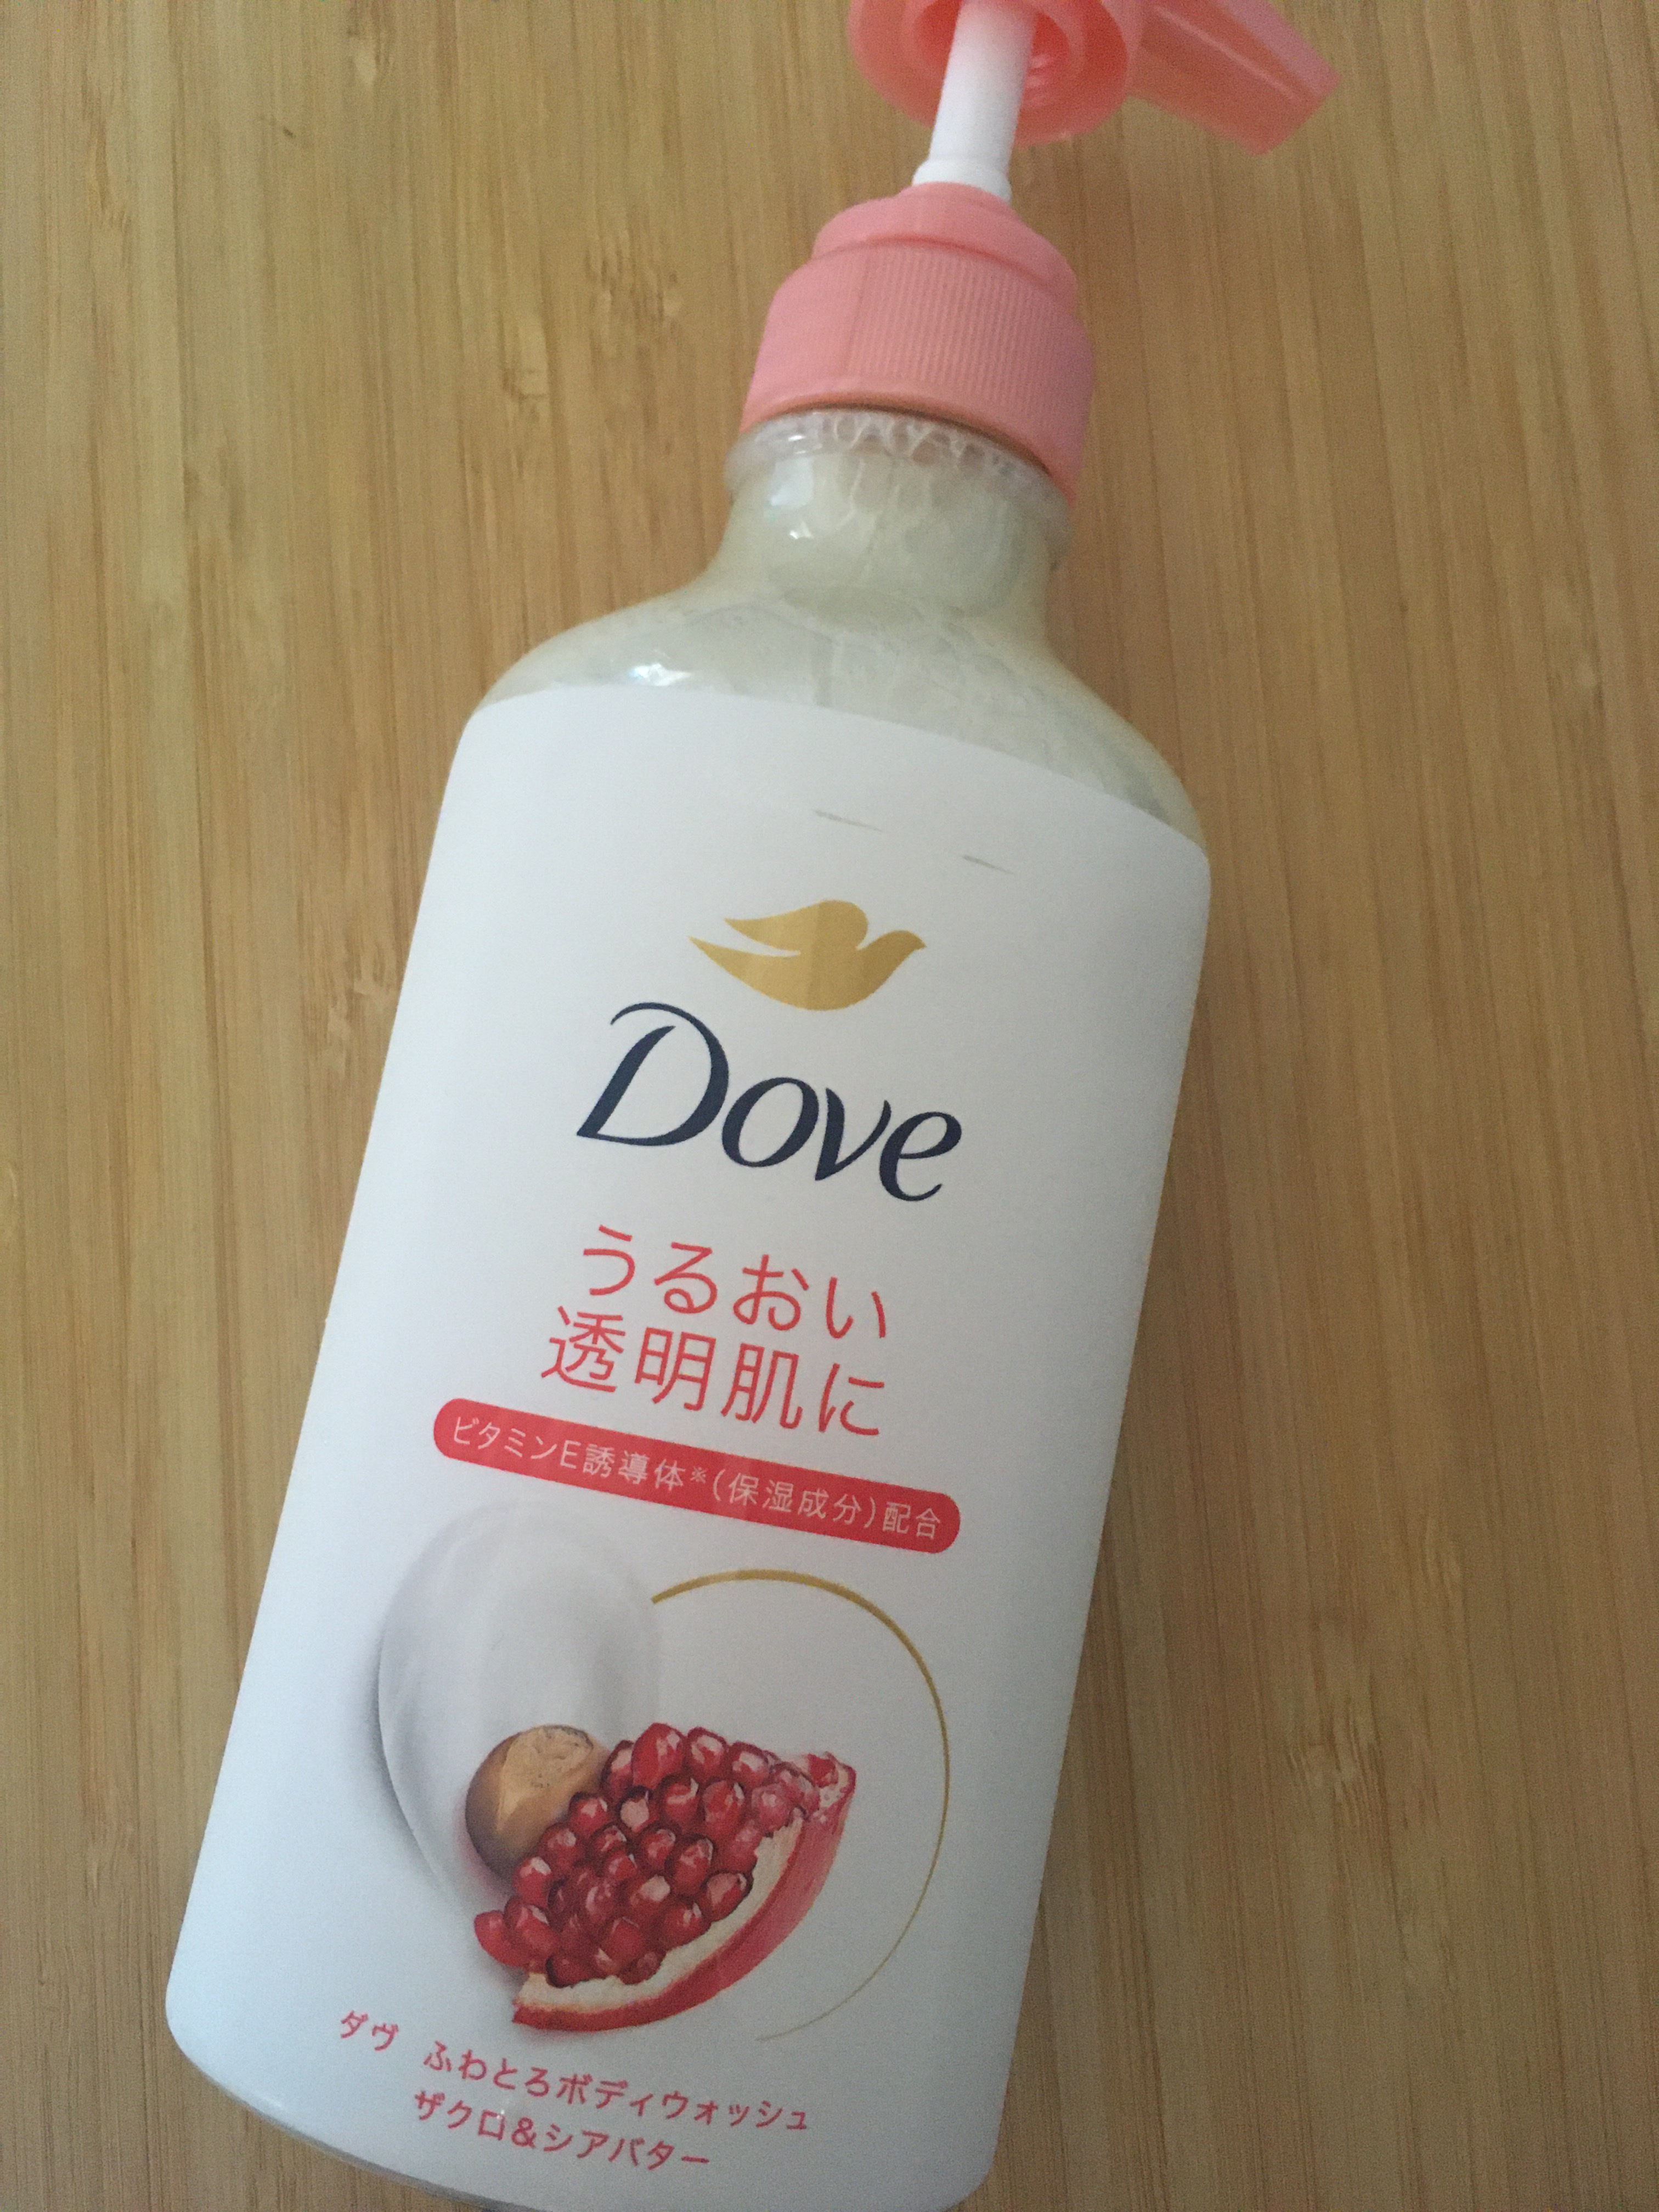 Dove
うるおい
透明肌に
ビタミンE誘導体※(保湿成分)配合
ダヴ ふわとろボディウォッシュ
ザクロ&シアバター